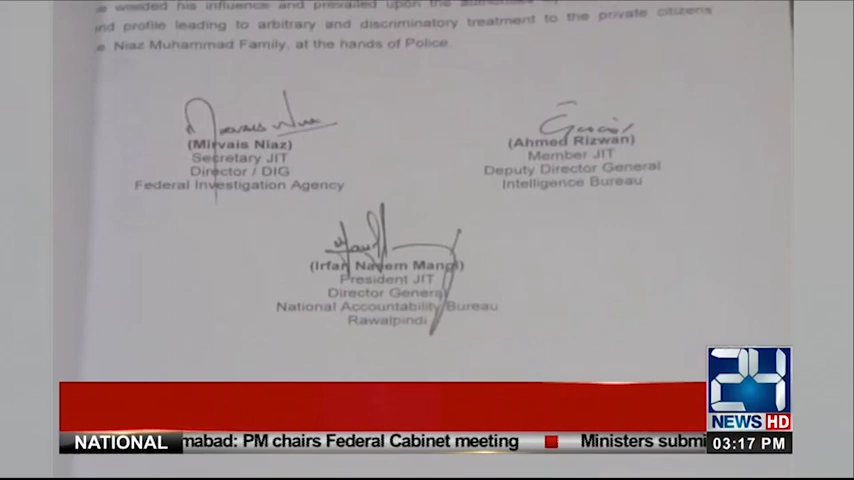 wielded his influence and prevailed upon the
and profile leading to arbitrary and discriminatory treatment to the private citizens
Niaz Muhammad Family, at the hands of Police.
(Mirvais Niaz)
Secretary JIT
Director / DIG
Federal Investigation Agency
(Ahmed Rizwan)
Member JIT
Deputy Director General
Intelligence Bureau
(Irfan Naeem Mangi)
President JIT
Director General
National Accountability Bureau
Rawalpindi
24
NEWS HD
NATIONAL mabad: PM chairs Federal Cabinet meeting Ministers submi
03:17 PM